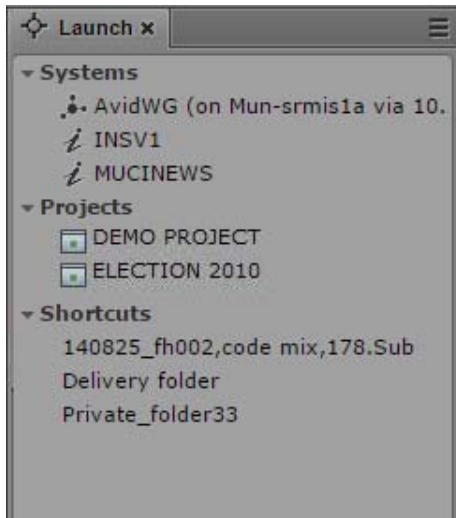 Launch
Systems
AvidWG (on Mun-srmis1a via 10.
INSV1
MUCINEWS
Projects
DEMO PROJECT
ELECTION 2010
Shortcuts
140825_fh002,code mix,178.Sub
Delivery folder
Private_folder33